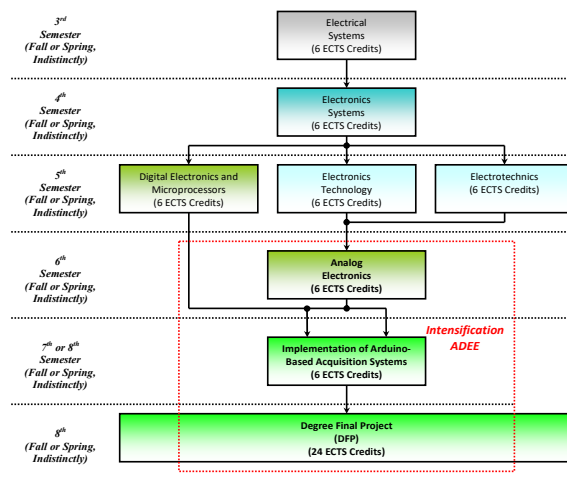 3rd
Semester
(Fall or Spring,
Indistinctly)
Electrical
Systems
(6 ECTS Credits)
4th
Semester
(Fall or Spring,
Indistinctly)
Electronics
Systems
(6 ECTS Credits)
5th
Semester
(Fall or Spring,
Indistinctly)
Digital Electronics and
Microprocessors
(6 ECTS Credits)
Electronics
Technology
(6 ECTS Credits)
Electrotechnics
(6 ECTS Credits)
6th
Semester
(Fall or Spring,
Indistinctly)
Analog
Electronics
(6 ECTS Credits)
Intensification
ADEE
7th or 8th
Semester
(Fall or Spring,
Indistinctly)
Implementation of Arduino-
Based Acquisition Systems
(6 ECTS Credits)
8th
(Fall or Spring,
Indistinctly)
Degree Final Project
(DFP)
(24 ECTS Credits)